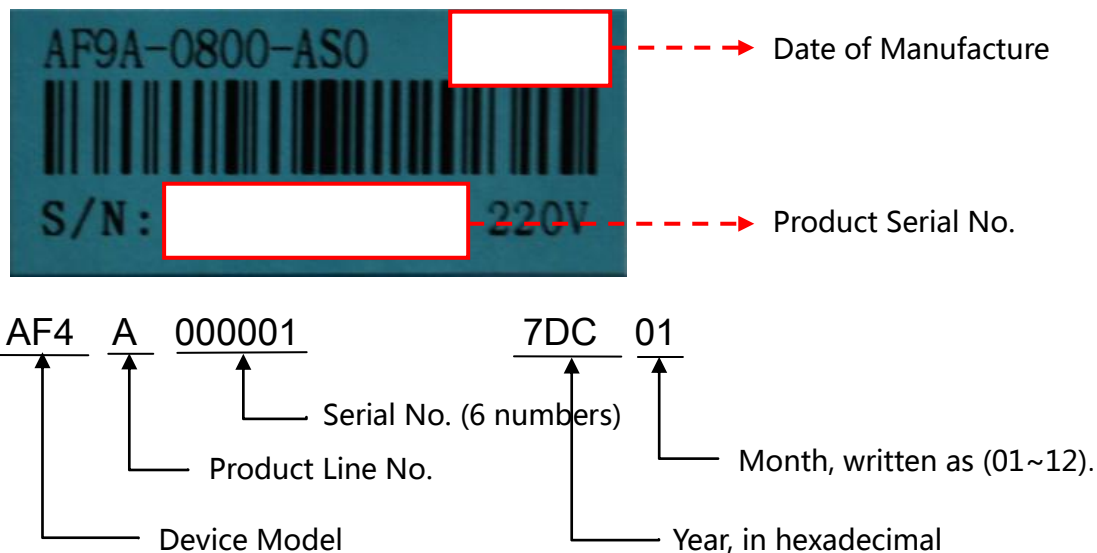 AF9A-0800-AS0
Date of Manufacture
S/N:
220V
Product Serial No.
AF4 A 000001
7DC 01
Serial No. (6 numbers)
Product Line No.
Month, written as (01~12).
Device Model
Year, in hexadecimal